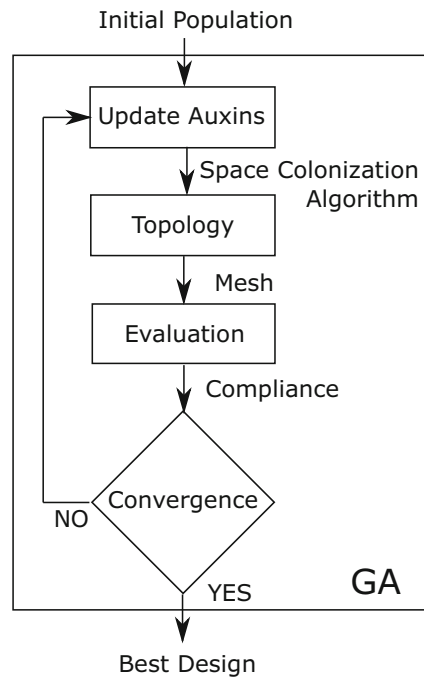 Initial Population
Update Auxins
Space Colonization
Algorithm
Topology
Mesh
Evaluation
Compliance
Convergence
NO
YES
GA
Best Design